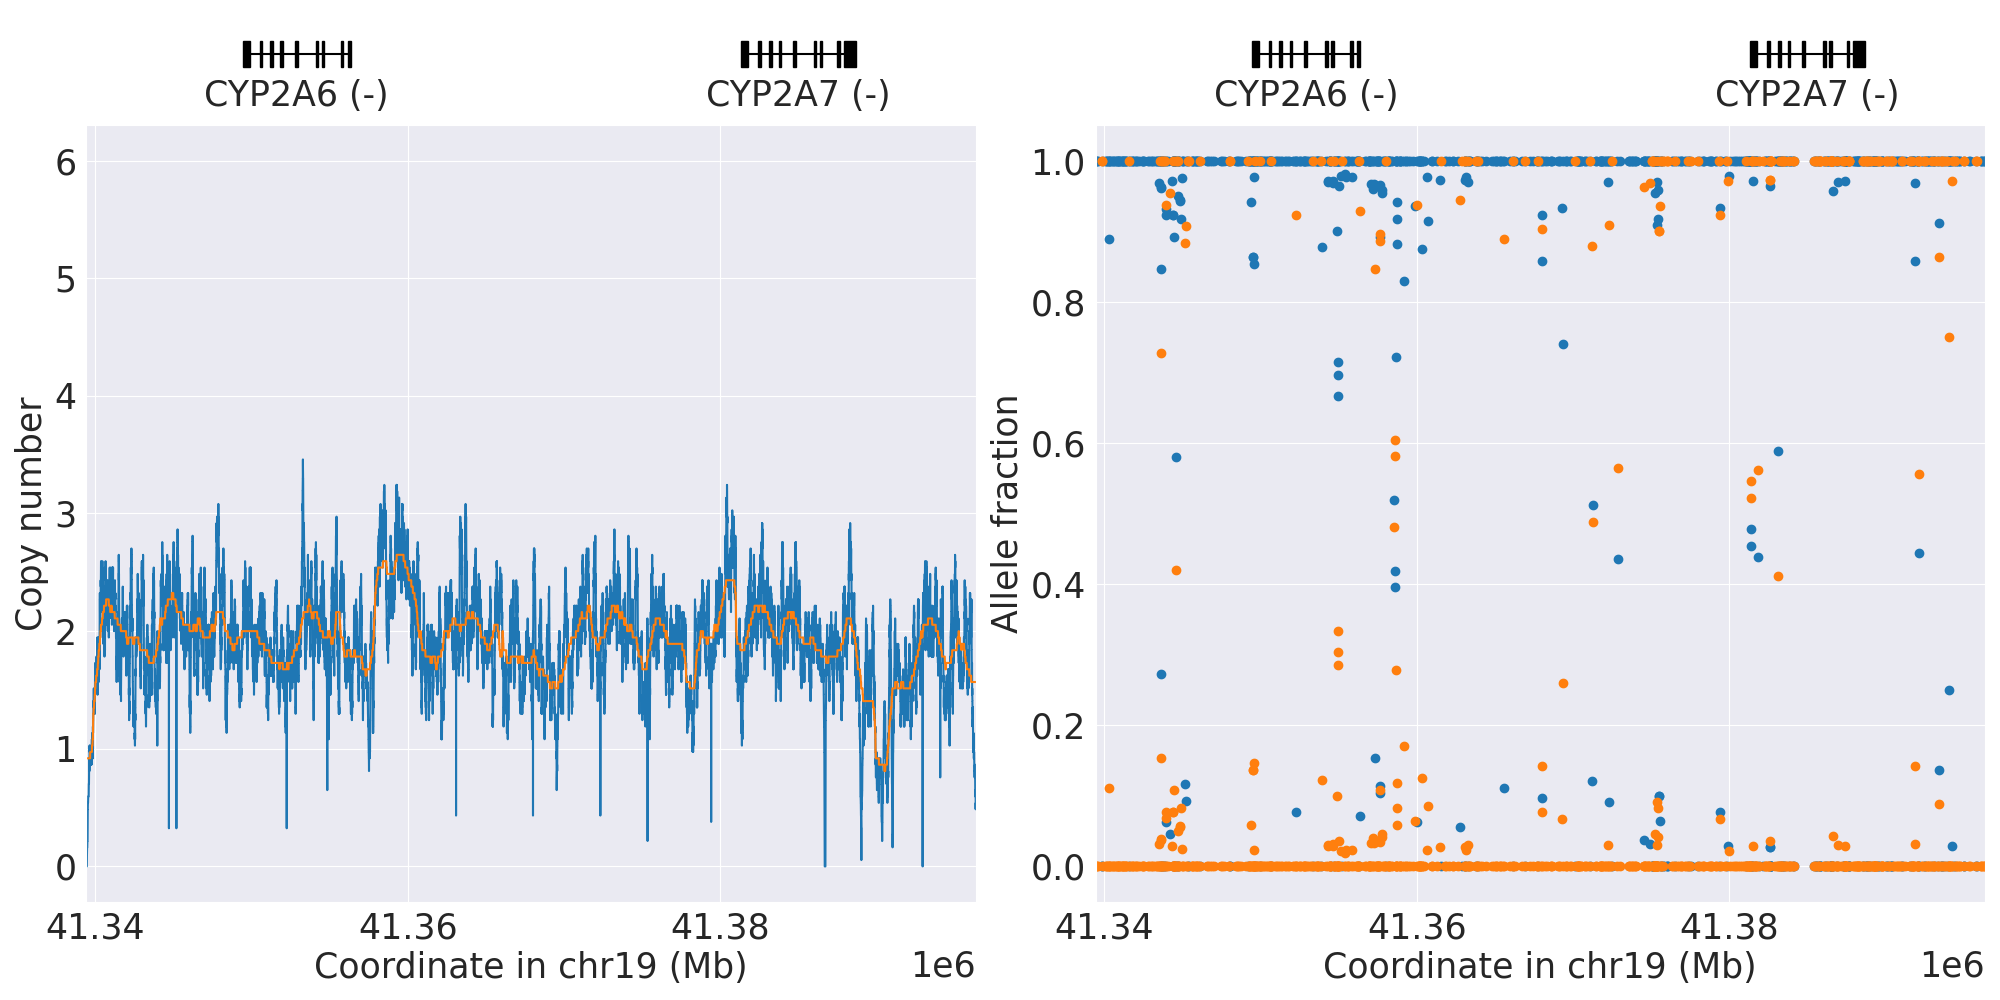 CYP2A6 (-)
CYP2A7 (-)
6
5
4
3
2
1
0
Copy number
41.34
41.36
41.38
Coordinate in chr19 (Mb)
1e6
CYP2A6 (-)
CYP2A7 (-)
1.0
0.8
0.6
0.4
0.2
0.0
Allele fraction
41.34
41.36
41.38
Coordinate in chr19 (Mb)
1e6